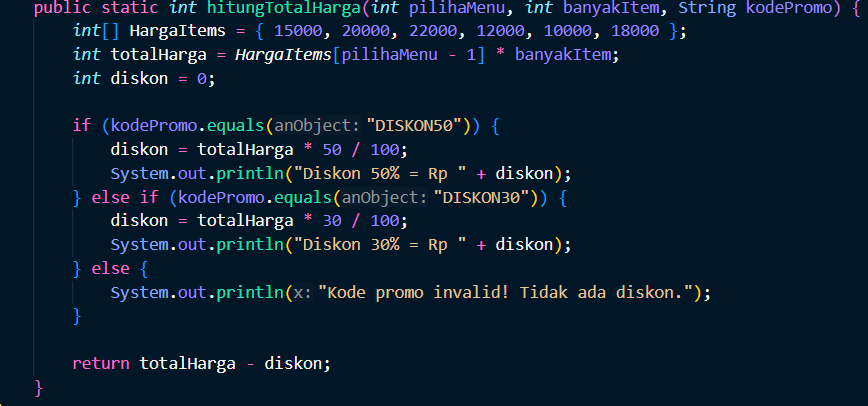 public static int hitungTotalHarga(int pilihaMenu, int banyakItem, String kodePromo) {
int[] HargaItems = { 15000, 20000, 22000, 12000, 10000, 18000 };
int totalHarga = HargaItems[pilihaMenu - 1] * banyakItem;
int diskon = 0;
if (kodePromo.equals(anObject: "DISKON50")) {
diskon = totalHarga * 50 / 100;
System.out.println("Diskon 50% = Rp " + diskon);
} else if (kodePromo.equals(anObject: "DISKON30")) {
diskon = totalHarga * 30 / 100;
System.out.println("Diskon 30% = Rp " + diskon);
} else {
System.out.println(x: "Kode promo invalid! Tidak ada diskon.");
}
return totalHarga - diskon;
}